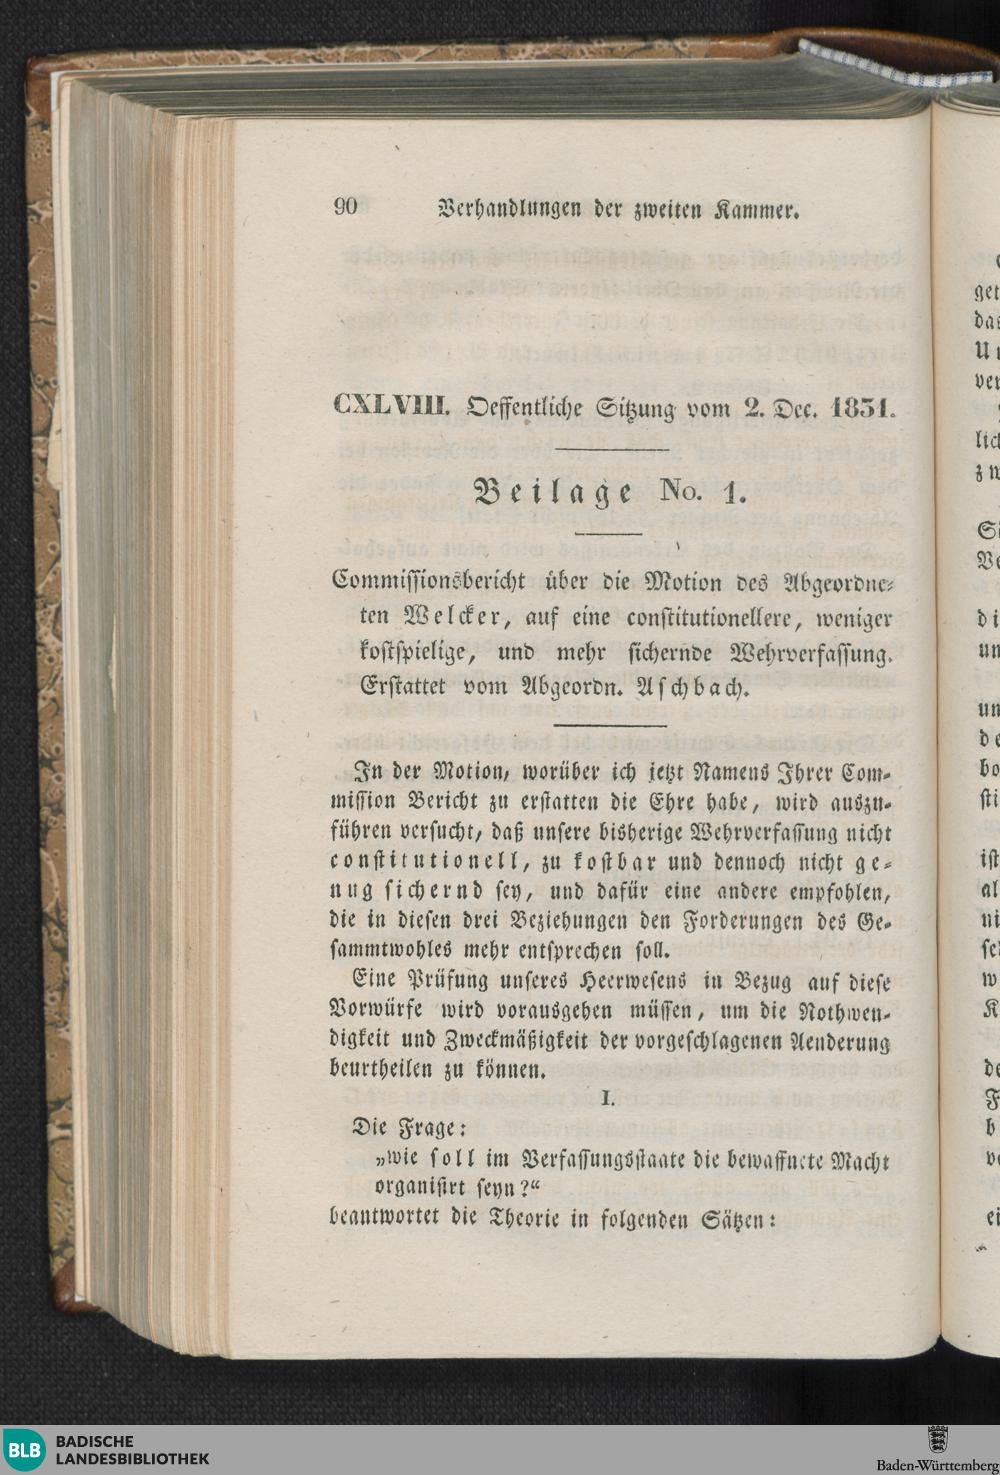 90 Verhandlungen der zweiten Kammer.
CXLVIII. Oeffentliche Sitzung vom 2. Dec. 1831.
Beilage No. 1.
Commissionsbericht über die Motion des Abgeordne-
ten Welcker, auf eine constitutionellere, weniger
kostspielige, und mehr sichernde Wehrverfassung.
Erstattet vom Abgeordn. Aschbach.
In der Motion, worüber ich jetzt Namens Ihrer Com-
mission Bericht zu erstatten die Ehre habe, wird auszu-
führen versucht, daß unsere bisherige Wehrverfassung nicht
constitutionell, zu kostbar und dennoch nicht ge-
nug sichernd sey, und dafür eine andere empfohlen,
die in diesen drei Beziehungen den Forderungen des Ge-
sammtwohles mehr entsprechen soll.
Eine Prüfung unseres Heerwesens in Bezug auf diese
Vorwürfe wird vorausgehen müssen, um die Nothwen-
digkeit und Zweckmäßigkeit der vorgeschlagenen Aenderung
beurtheilen zu können.
I.
Die Frage:
„wie soll im Verfassungsstaate die bewaffnete Macht
organisirt seyn?“
beantwortet die Theorie in folgenden Sätzen:
BLB BADISCHE
LANDESBIBLIOTHEK
Baden-Württemberg